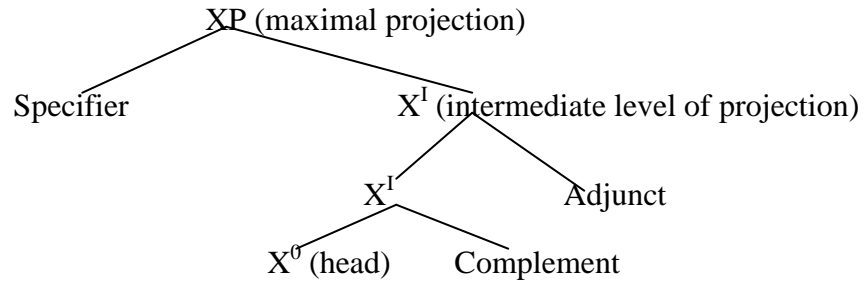 XP (maximal projection)
Specifier X^I (intermediate level of projection)
X^I Adjunct
X^0 (head) Complement